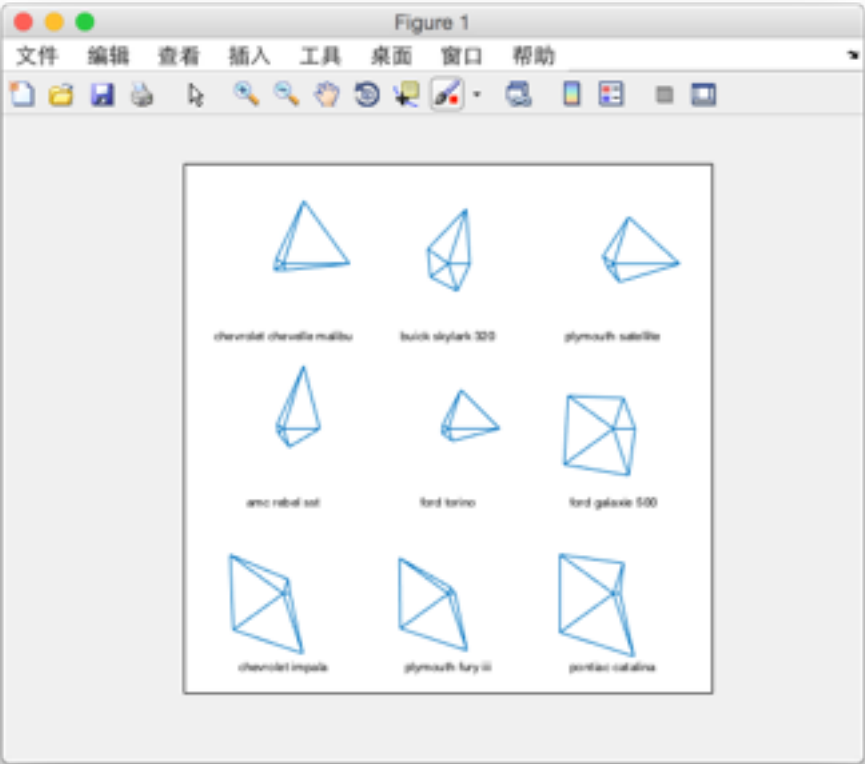 Figure 1
文件 编辑 查看 插入 工具 桌面 窗口 帮助
chevrolet chevelle malibu buick skylark 320 plymouth satellite
amc rebel sst ford torino ford galaxie 500
chevrolet impala plymouth fury iii pontiac catalina